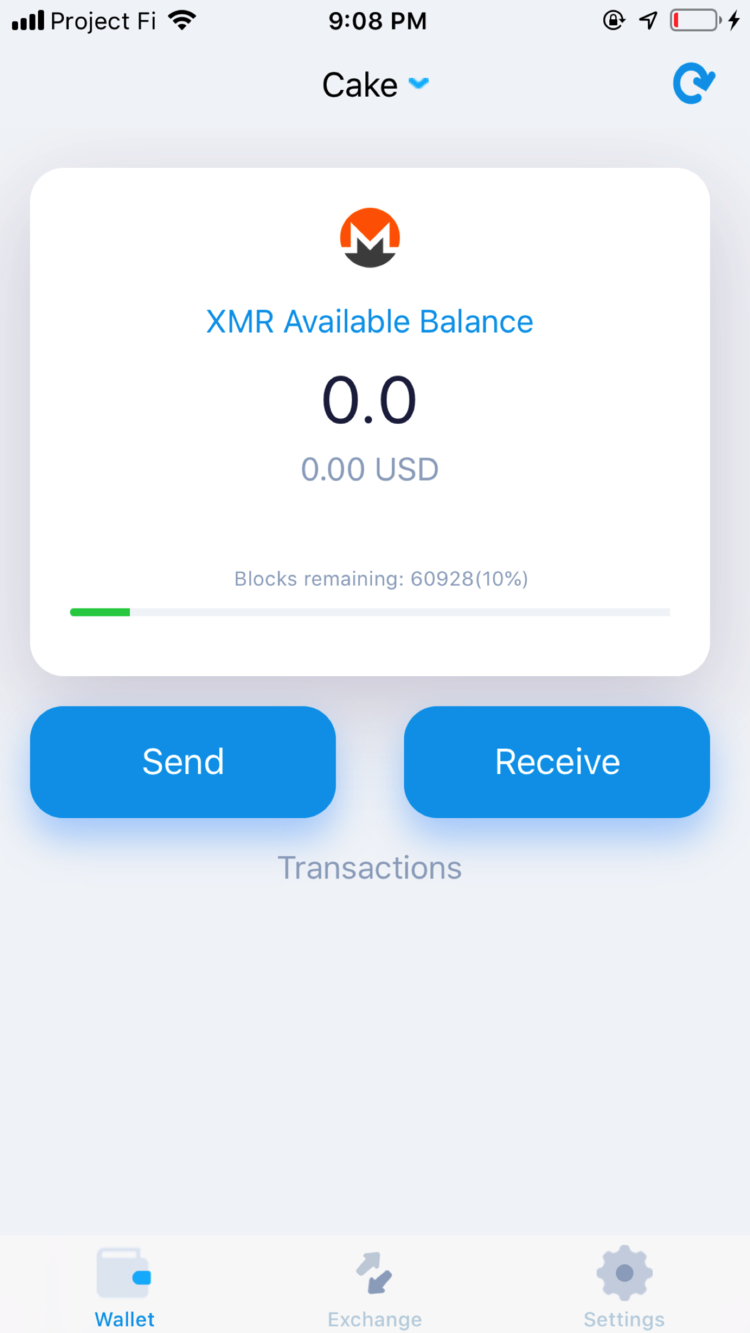 Project Fi 9:08 PM
Cake
XMR Available Balance
0.0
0.00 USD
Blocks remaining: 60928(10%)
Send Receive
Transactions
Wallet Exchange Settings